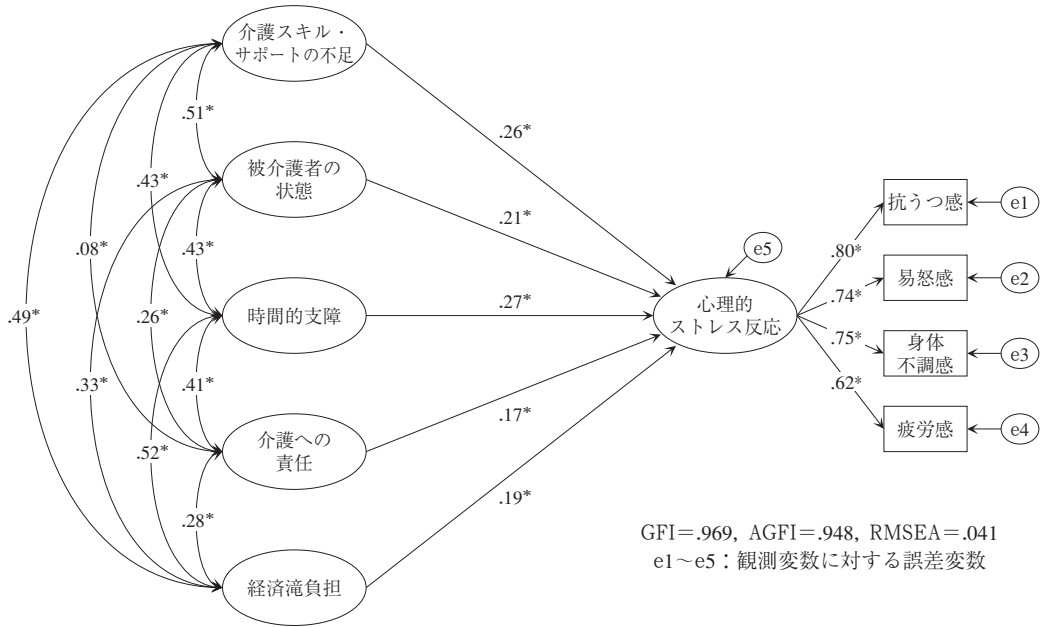 介護スキル・
サポートの不足
.51*
.26*
被介護者の
状態
.43*
.21*
抗うつ感
e1
.08*
.43*
e5
.80*
易怒感
e2
.74*
.49*
.26*
時間的支障
.27*
心理的
ストレス反応
.75*
身体
不調感
e3
.33*
.41*
.62*
.17*
疲労感
e4
.52*
介護への
責任
.19*
.28*
経済滝負担
GFI=.969, AGFI=.948, RMSEA=.041
e1〜e5：観測変数に対する誤差変数